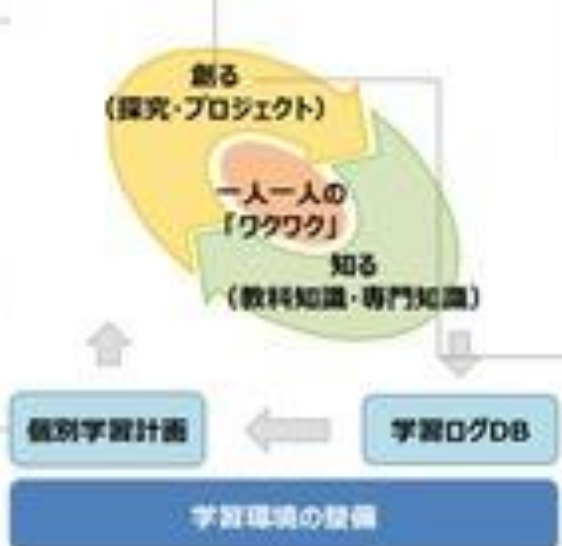 創る
（探究・プロジェクト）
一人一人の
「ワクワク」
知る
（教科知識・専門知識）
個別学習計画
学習ログDB
学習環境の整備